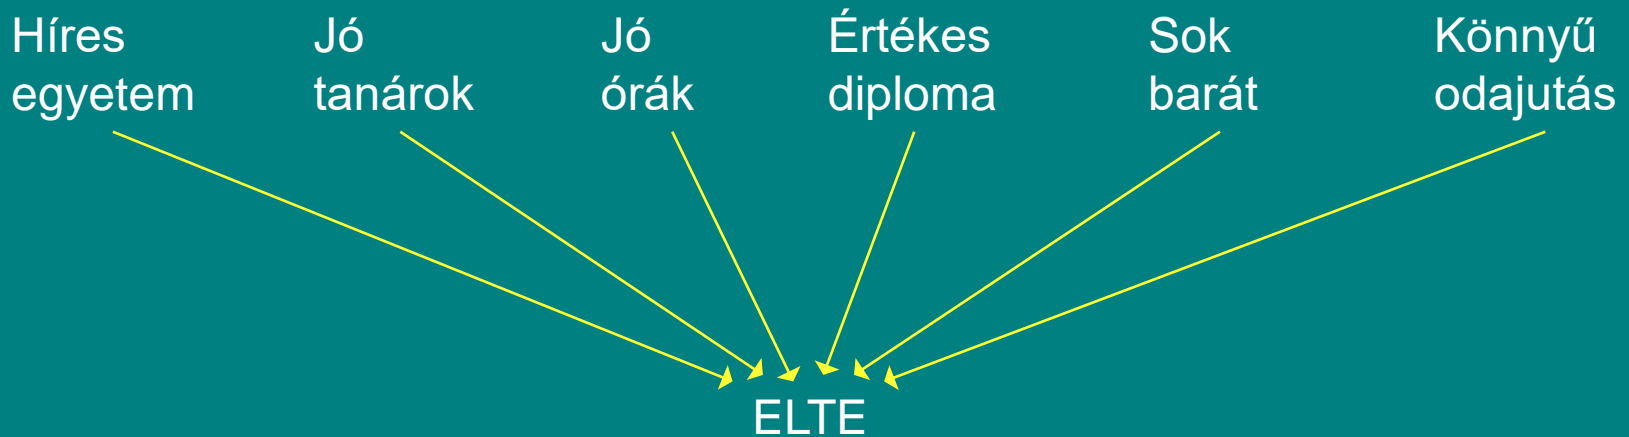 Híres egyetem
Jó tanárok
Jó órák
Értékes diploma
Sok barát
Könnyű odajutás
ELTE